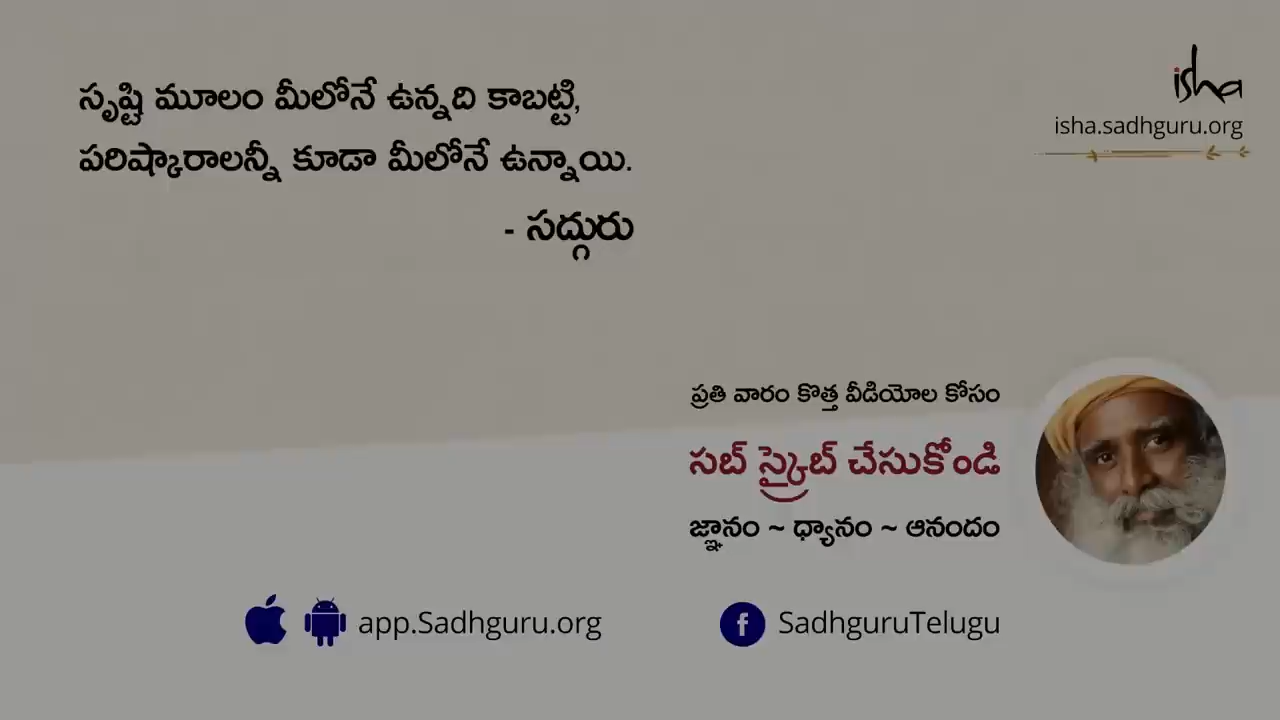 సృష్టి మూలం మీలోనే ఉన్నది కాబట్టి,
పరిష్కారాలన్నీ కూడా మీలోనే ఉన్నాయి.
- సద్గురు
isha
isha.sadhguru.org
ప్రతి వారం కొత్త వీడియోల కోసం
సబ్ స్క్రైబ్ చేసుకోండి
జ్ఞానం ~ ధ్యానం ~ ఆనందం
app.Sadhguru.org
SadhguruTelugu